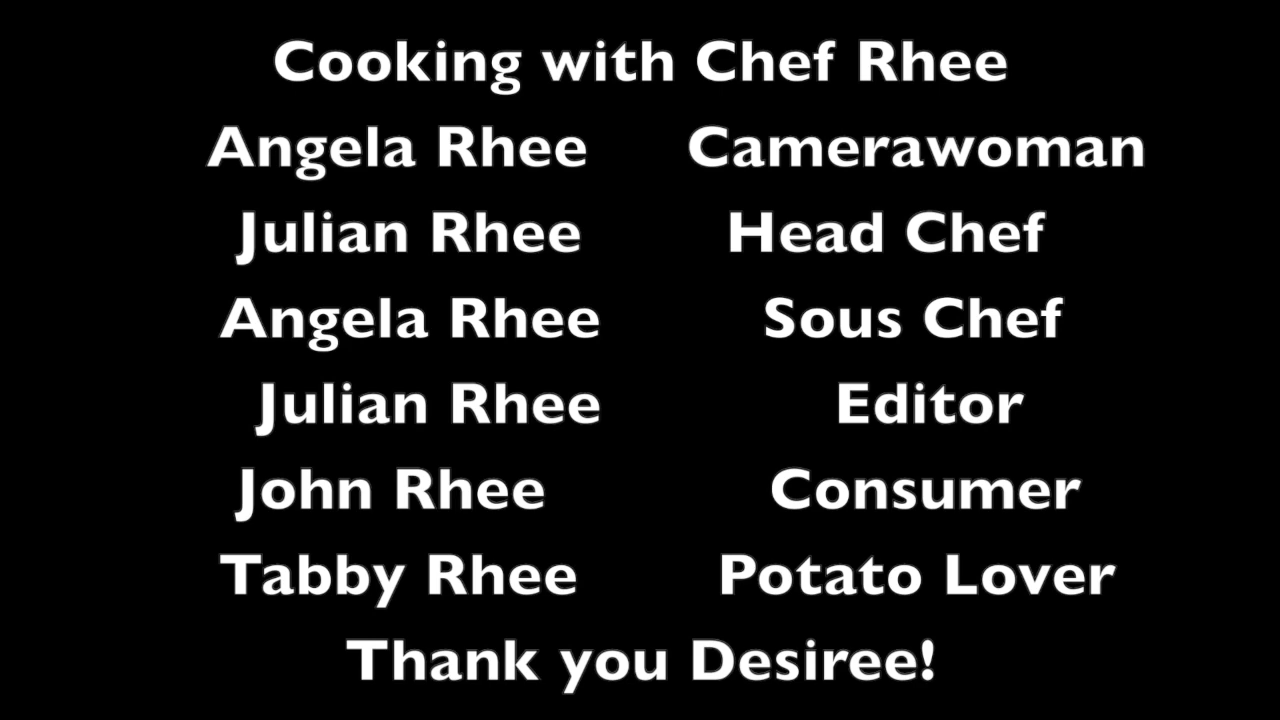 Cooking with Chef Rhee
Angela Rhee Camerawoman
Julian Rhee Head Chef
Angela Rhee Sous Chef
Julian Rhee Editor
John Rhee Consumer
Tabby Rhee Potato Lover
Thank you Desiree!